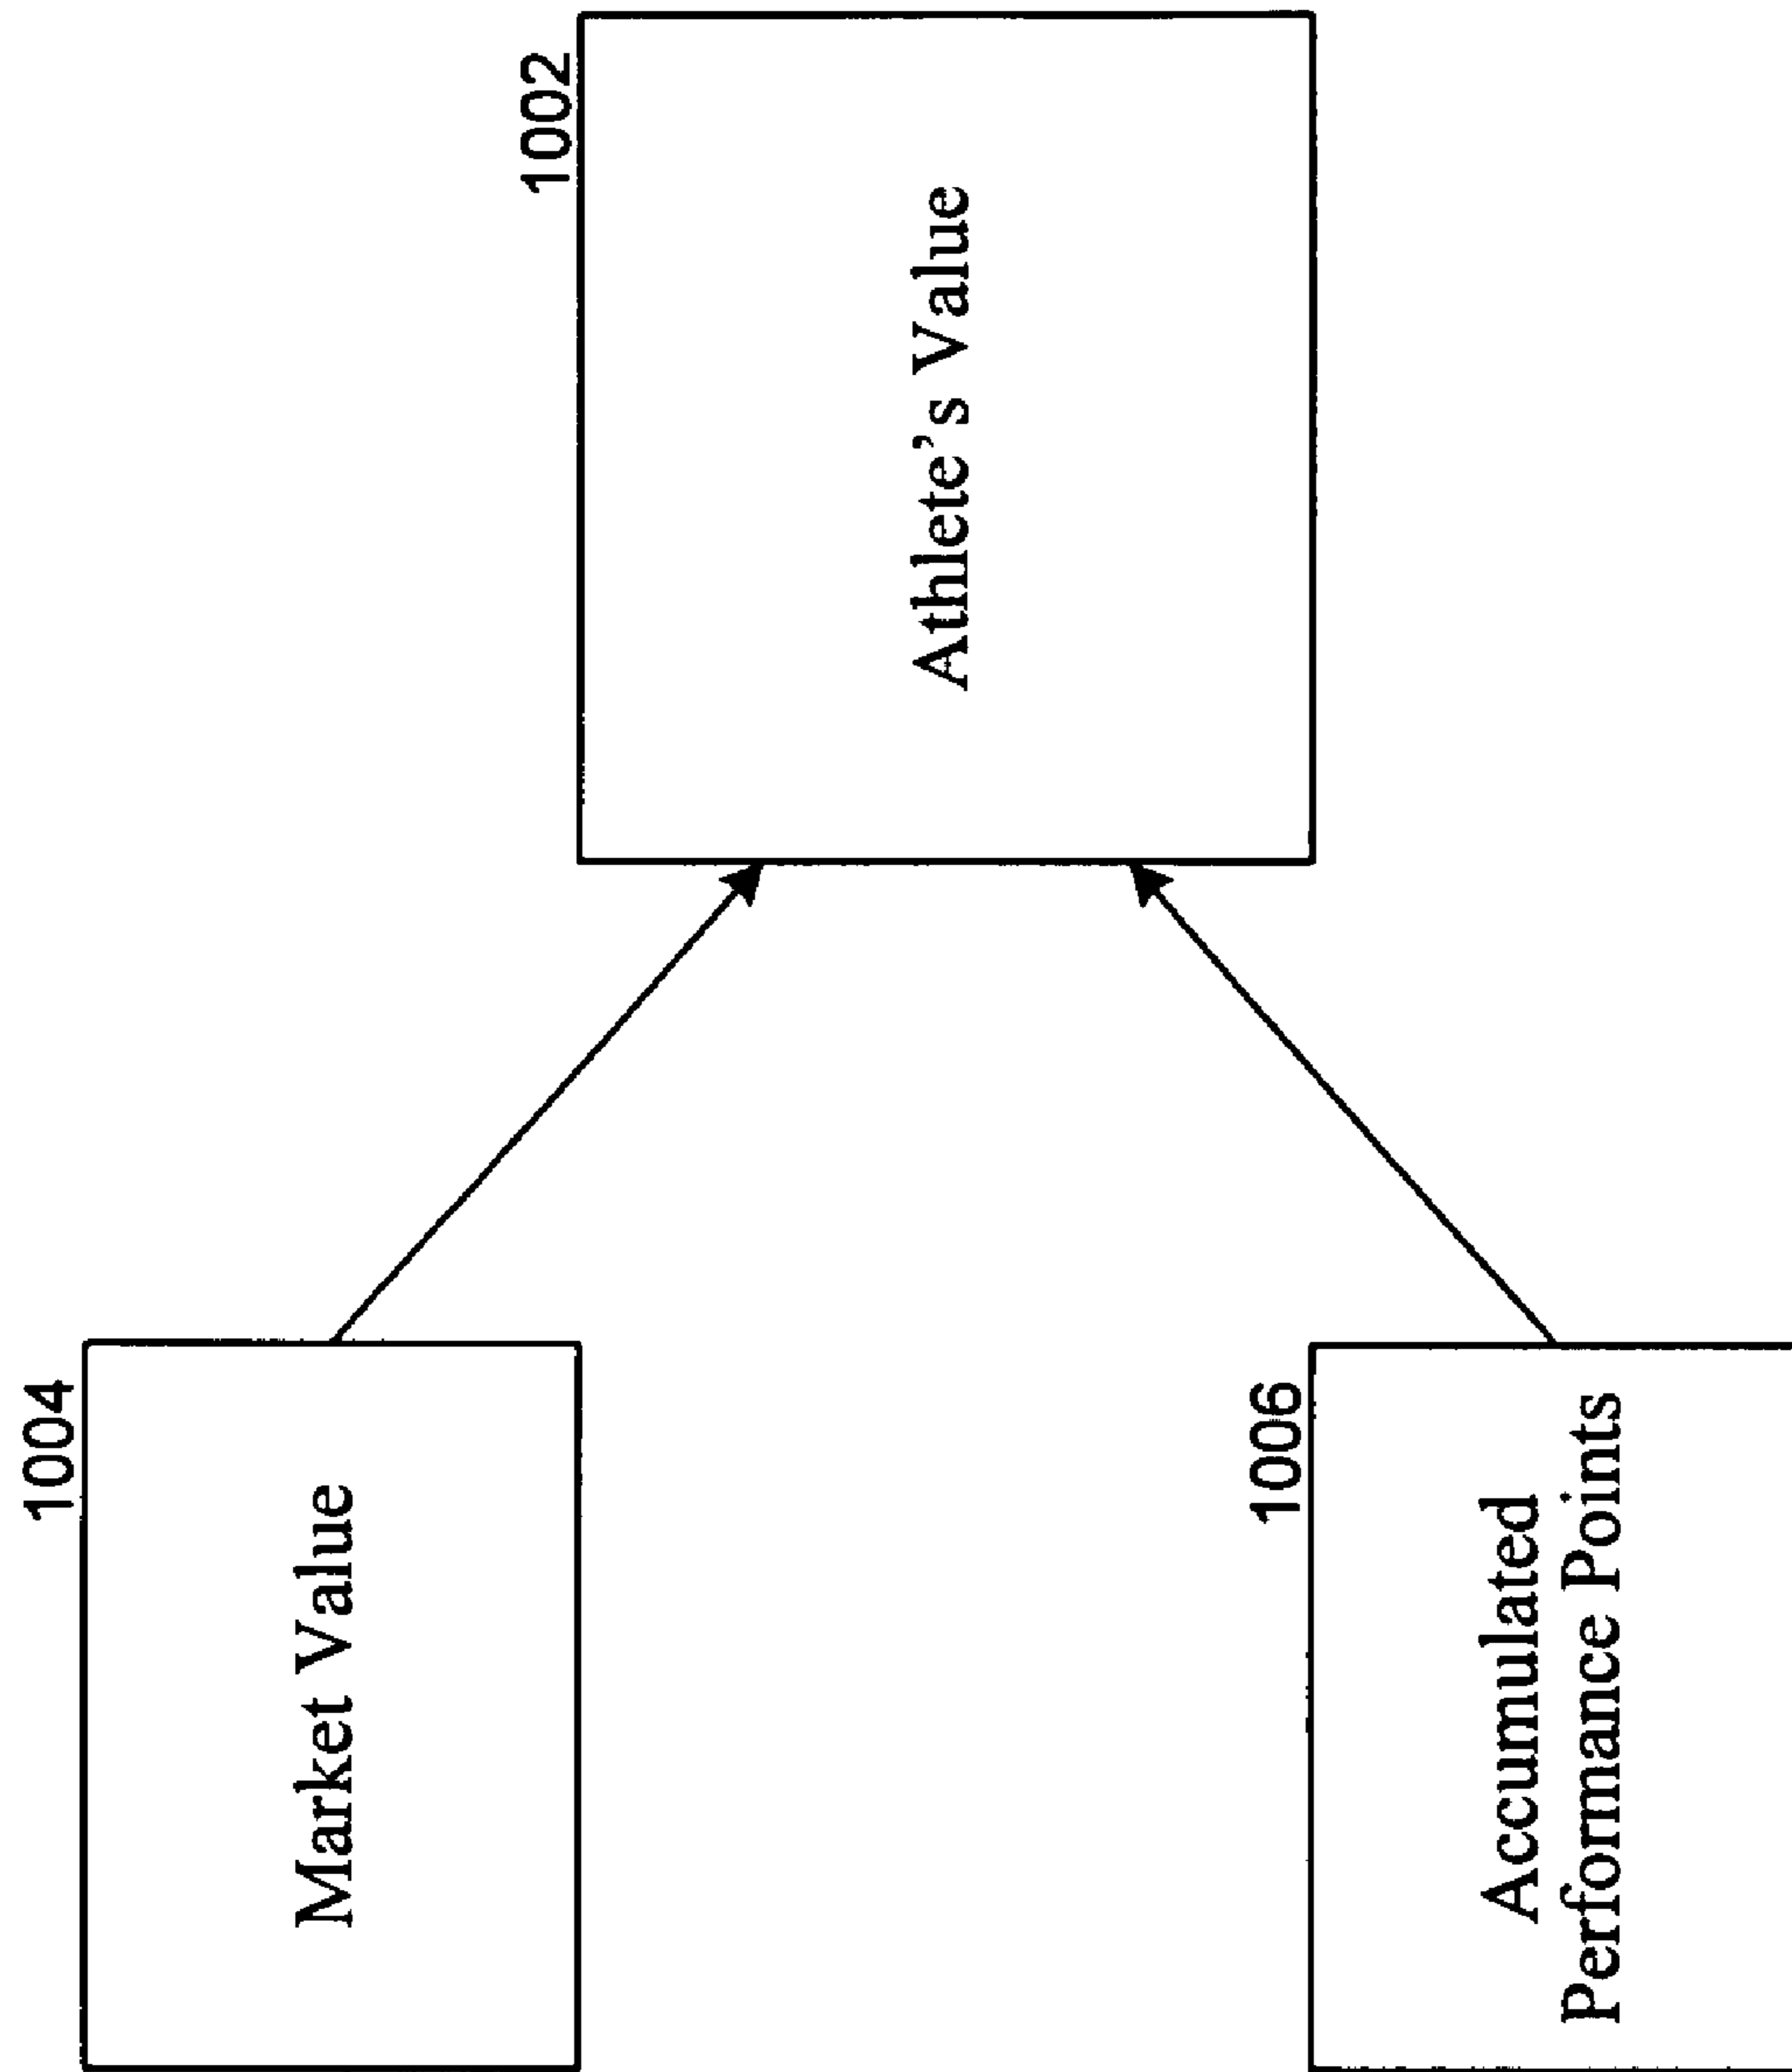 1004
Market Value
1002
Athlete's Value
1006
Accumulated
Performance Points